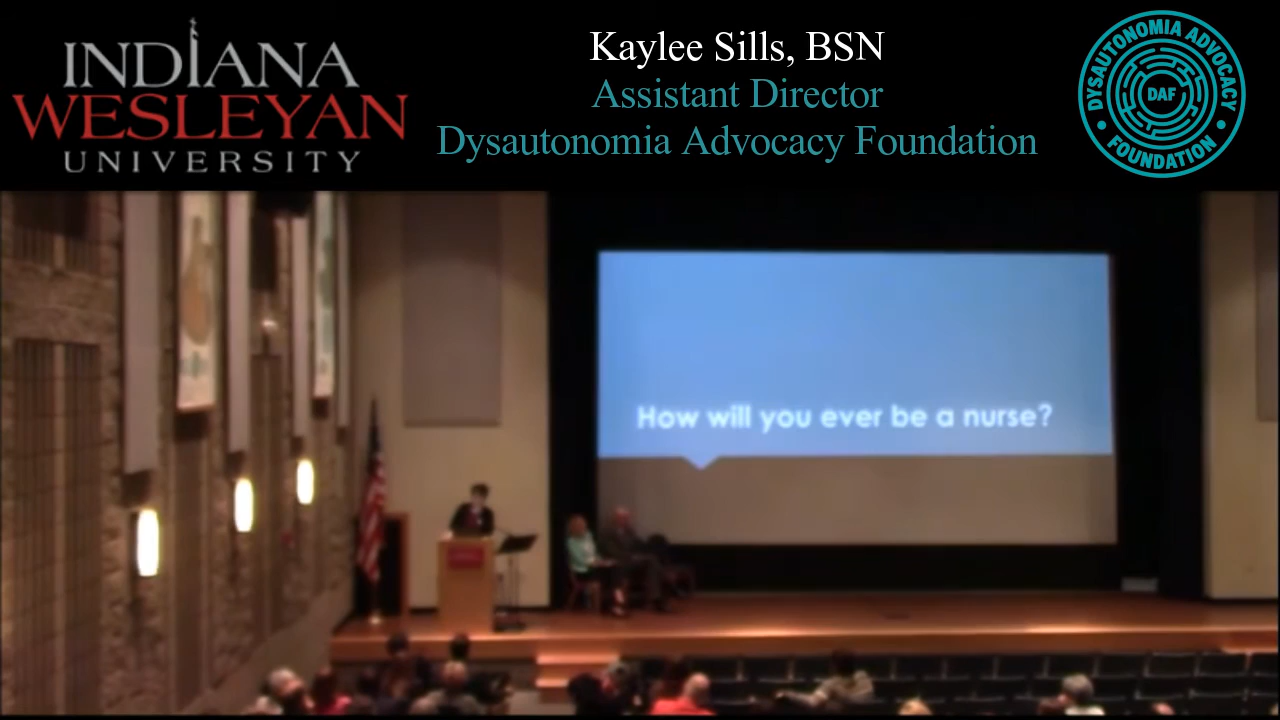 INDIANA
WESLEYAN
UNIVERSITY
Kaylee Sills, BSN
Assistant Director
Dysautonomia Advocacy Foundation
DYSAUTONOMIA ADVOCACY
DAF
FOUNDATION
How will you ever be a nurse?